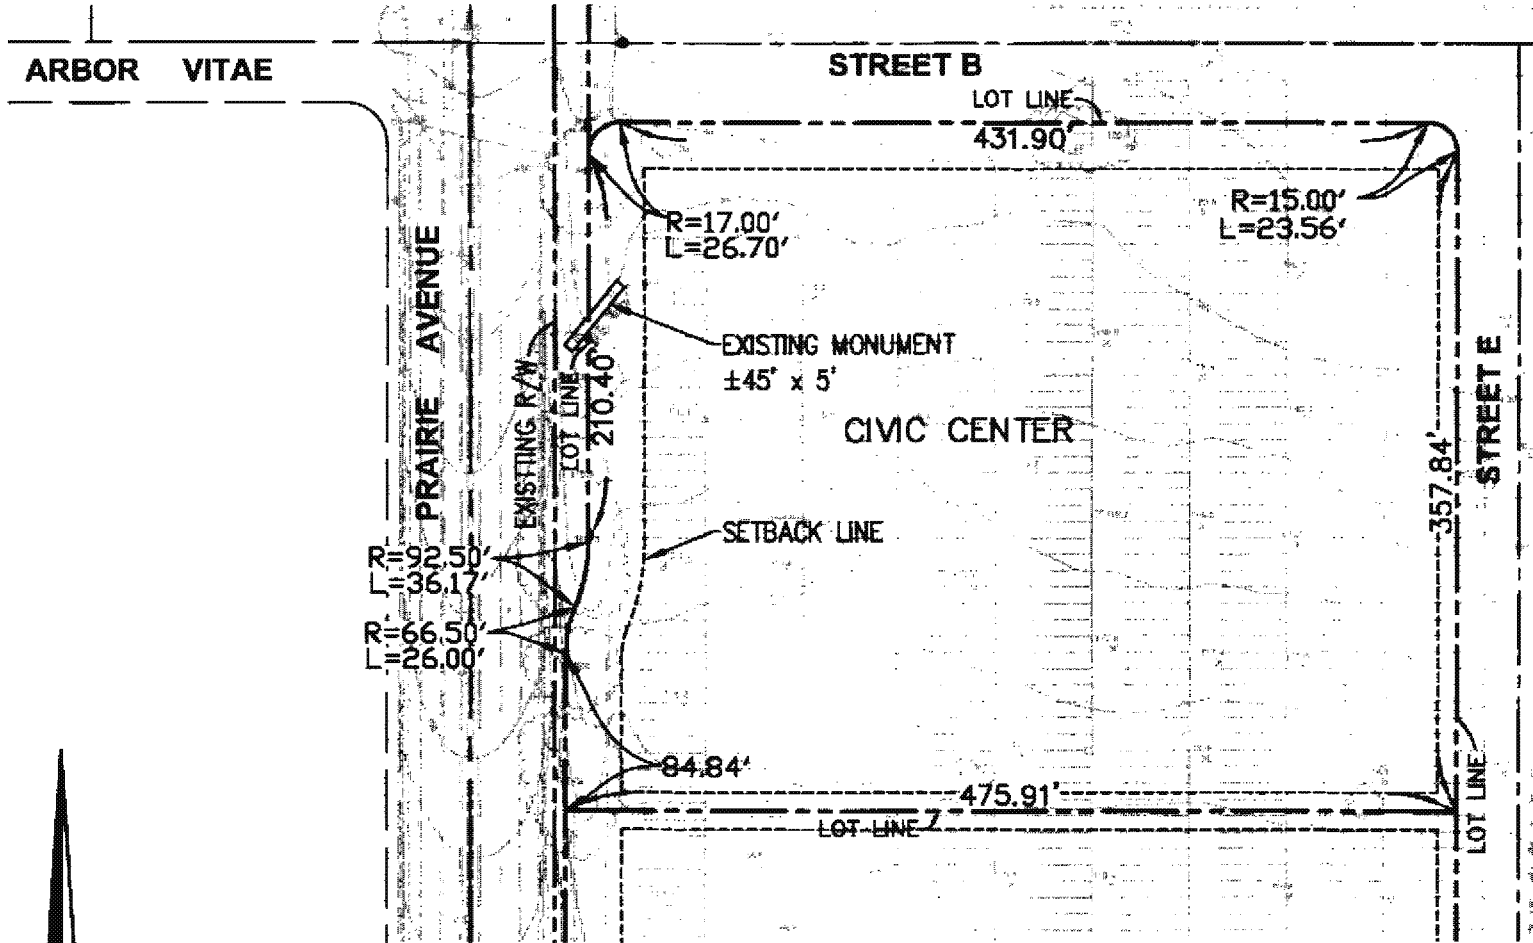 ARBOR VITAE
STREET B
LOT LINE
431.90'
R=17.00'
L=26.70'
R=15.00'
L=23.56'
PRAIRIE AVENUE
EXISTING R/W
LOT LINE
210.40'
EXISTING MONUMENT
±45' x 5'
CIVIC CENTER
STREET E
357.84'
SETBACK LINE
R=92.50'
L=36.17'
R=66.50'
L=26.00'
84.84'
475.91'
LOT LINE
LOT LINE